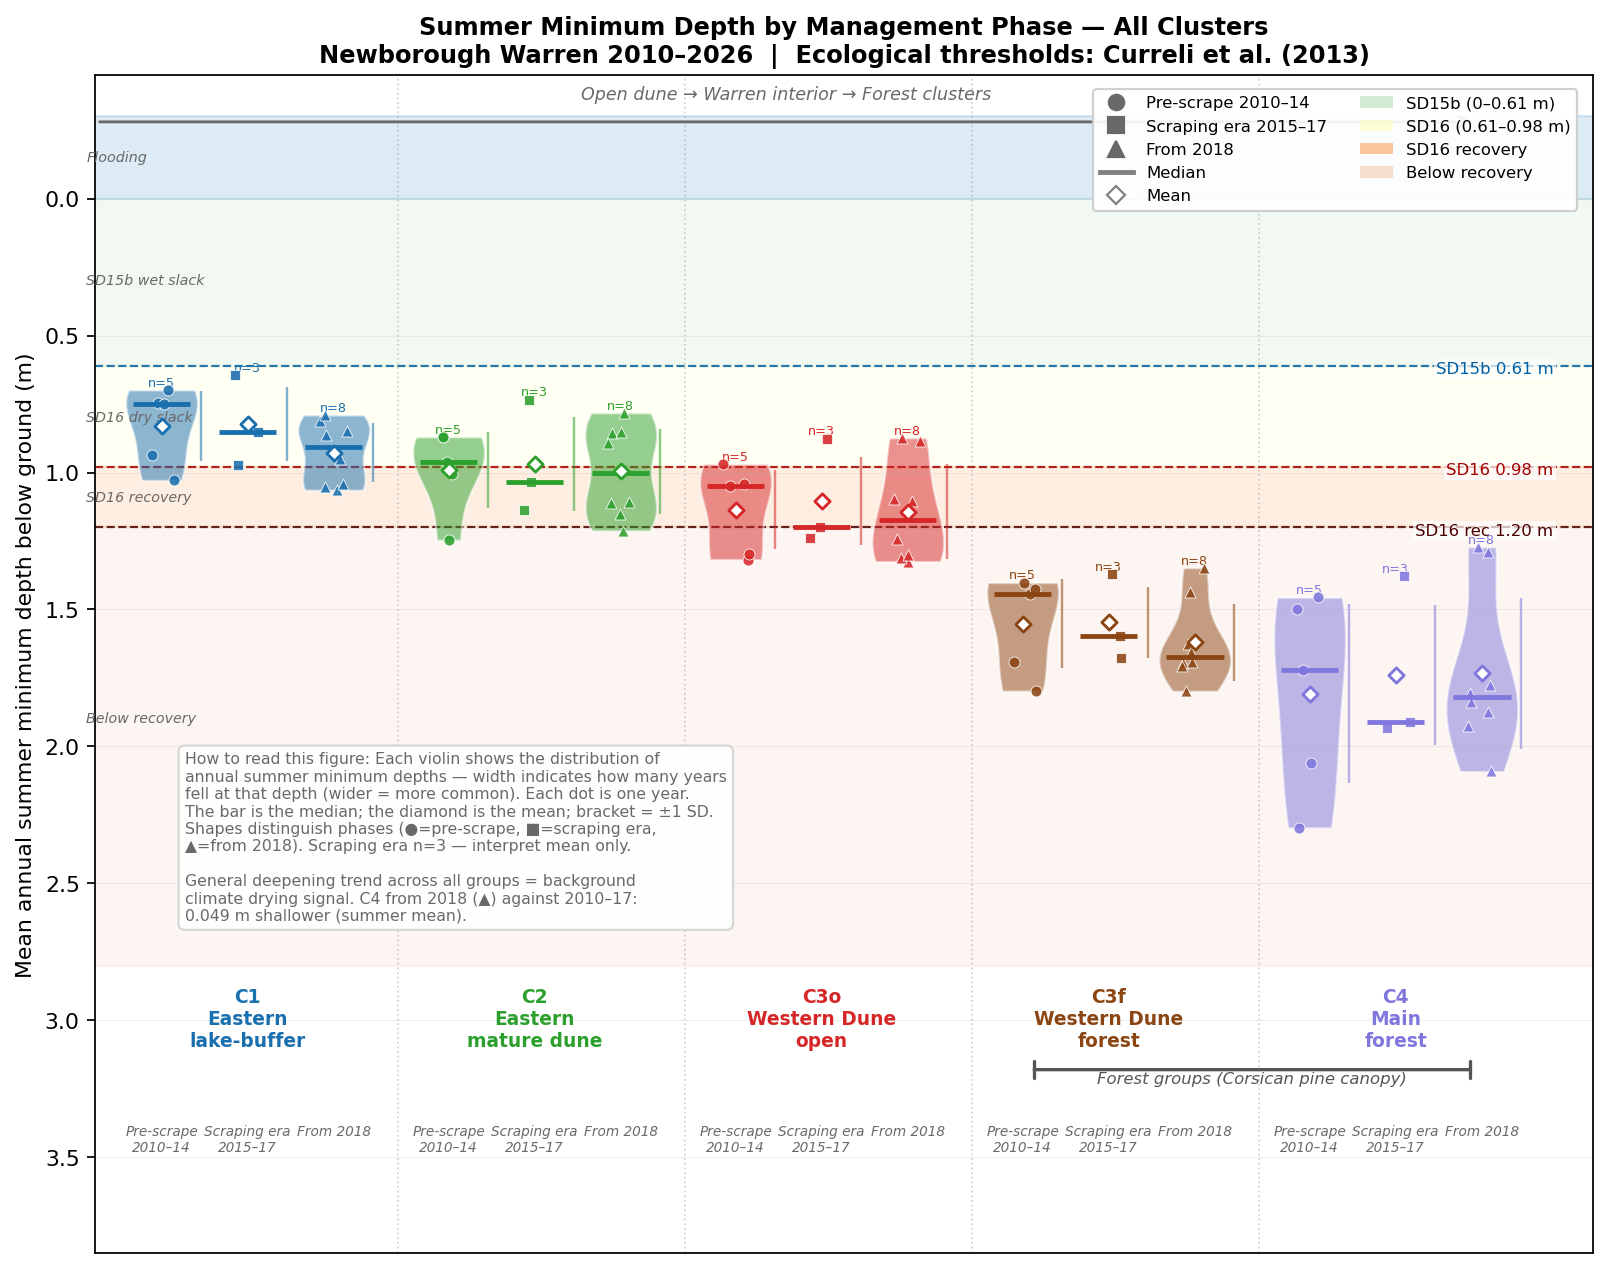 Summer Minimum Depth by Management Phase — All Clusters
Newborough Warren 2010–2026 | Ecological thresholds: Curreli et al. (2013)
Open dune → Warren interior → Forest clusters
Pre-scrape 2010–14
Scraping era 2015–17
From 2018
Median
Mean
SD15b (0–0.61 m)
SD16 (0.61–0.98 m)
SD16 recovery
Below recovery
Mean annual summer minimum depth below ground (m)
0.0
0.5
1.0
1.5
2.0
2.5
3.0
3.5
Flooding
SD15b wet slack
SD16 dry slack
SD16 recovery
Below recovery
SD15b 0.61 m
SD16 0.98 m
SD16 rec 1.20 m
n=5
n=3
n=8
n=5
n=3
n=8
n=5
n=3
n=8
n=5
n=3
n=8
n=5
n=3
n=8
How to read this figure: Each violin shows the distribution of
annual summer minimum depths — width indicates how many years
fell at that depth (wider = more common). Each dot is one year.
The bar is the median; the diamond is the mean; bracket = ±1 SD.
Shapes distinguish phases (●=pre-scrape, ■=scraping era,
▲=from 2018). Scraping era n=3 — interpret mean only.
General deepening trend across all groups = background
climate drying signal. C4 from 2018 (▲) against 2010–17:
0.049 m shallower (summer mean).
C1
Eastern
lake-buffer
C2
Eastern
mature dune
C3o
Western Dune
open
C3f
Western Dune
forest
C4
Main
forest
Forest groups (Corsican pine canopy)
Pre-scrape
2010–14
Scraping era
2015–17
From 2018
Pre-scrape
2010–14
Scraping era
2015–17
From 2018
Pre-scrape
2010–14
Scraping era
2015–17
From 2018
Pre-scrape
2010–14
Scraping era
2015–17
From 2018
Pre-scrape
2010–14
Scraping era
2015–17
From 2018